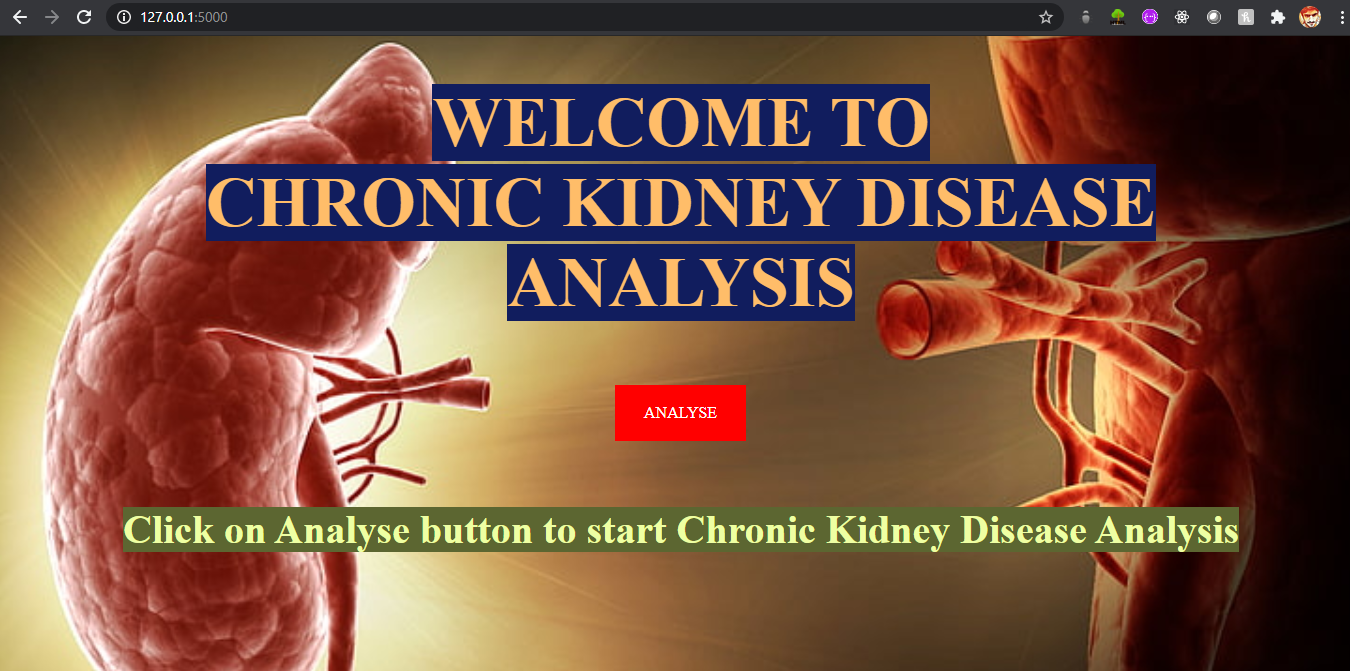 127.0.0.1:5000
WELCOME TO
CHRONIC KIDNEY DISEASE
ANALYSIS
ANALYSE
Click on Analyse button to start Chronic Kidney Disease Analysis